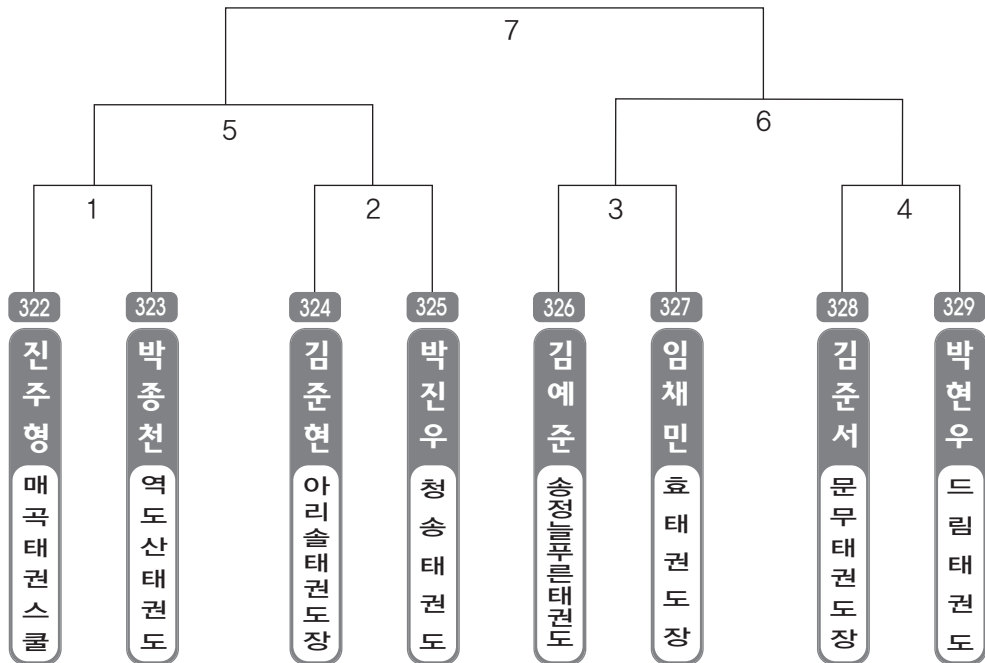 7
5
6
1
2
3
4
322
323
324
325
326
327
328
329
진주형
박종천
김준현
박진우
김예준
임채민
김준서
박현우
매곡태권스쿨
역도산태권도
아리솔태권도장
청송태권도
송정늘푸른태권도
효태권도장
문무태권도장
드림태권도